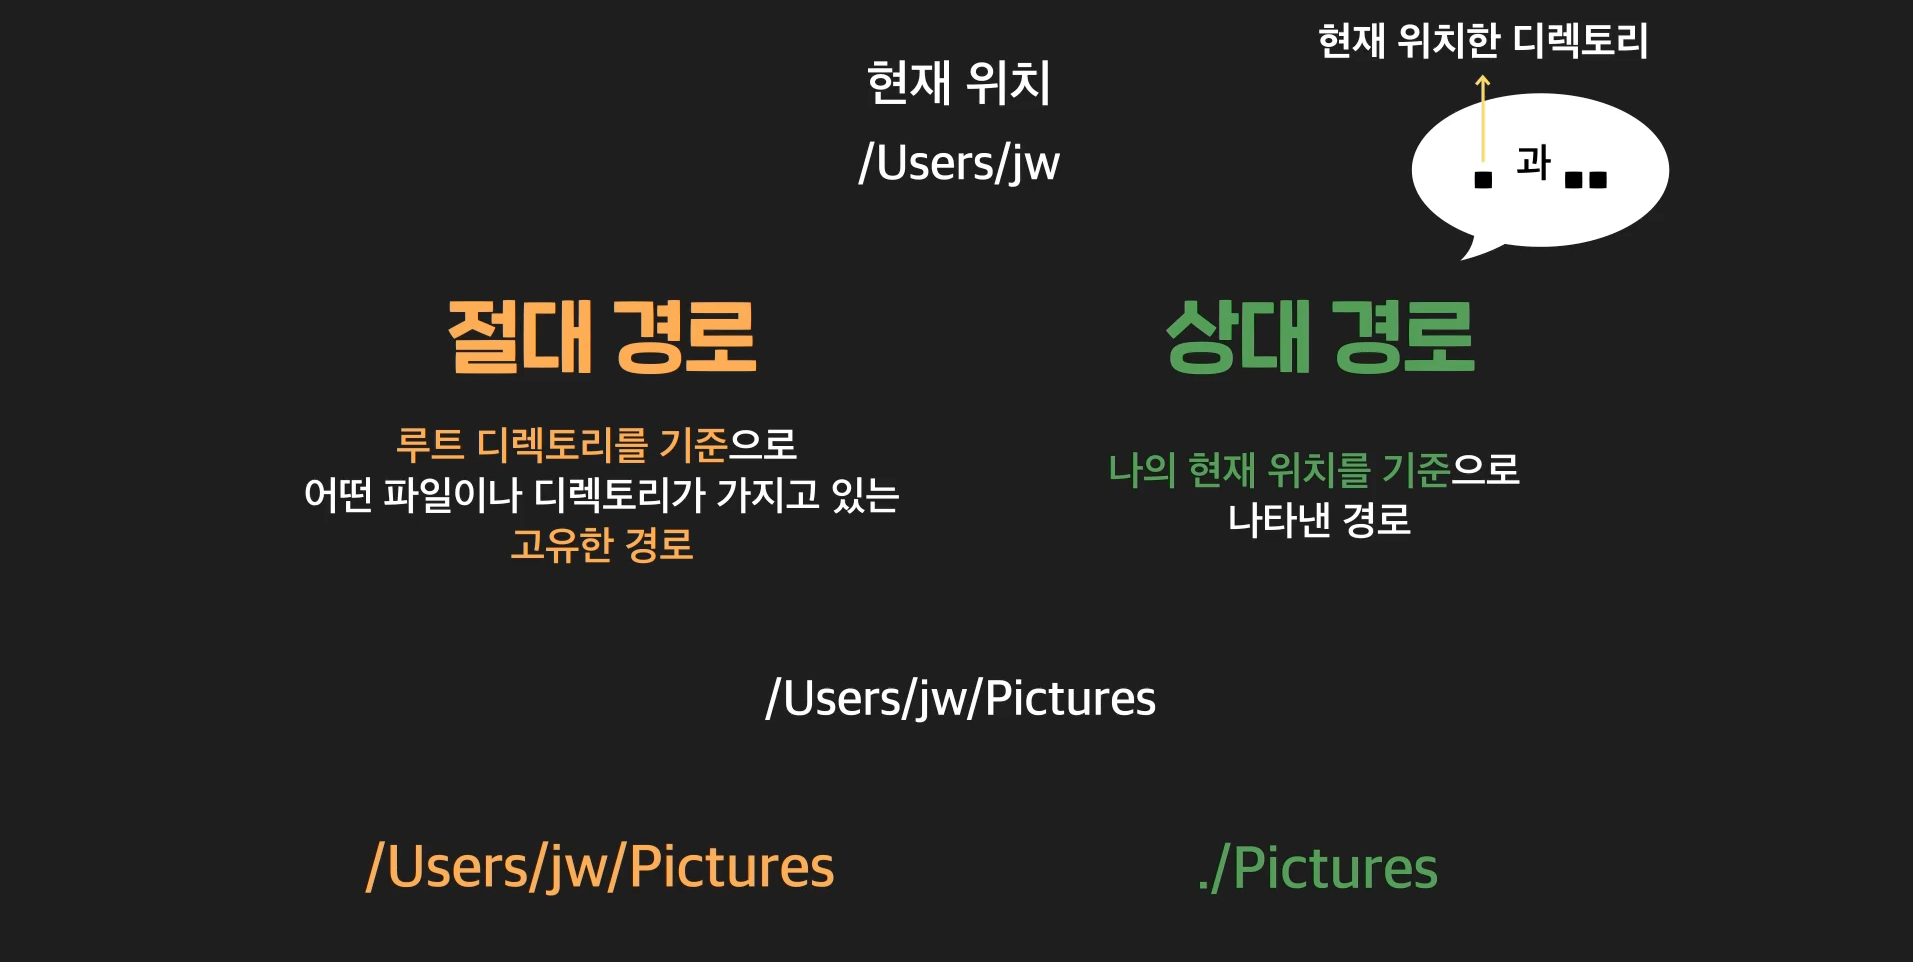 현재 위치한 디렉토리
현재 위치
/Users/jw
. 과 ..
절대 경로
상대 경로
루트 디렉토리를 기준으로
어떤 파일이나 디렉토리가 가지고 있는
고유한 경로
나의 현재 위치를 기준으로
나타낸 경로
/Users/jw/Pictures
/Users/jw/Pictures
./Pictures